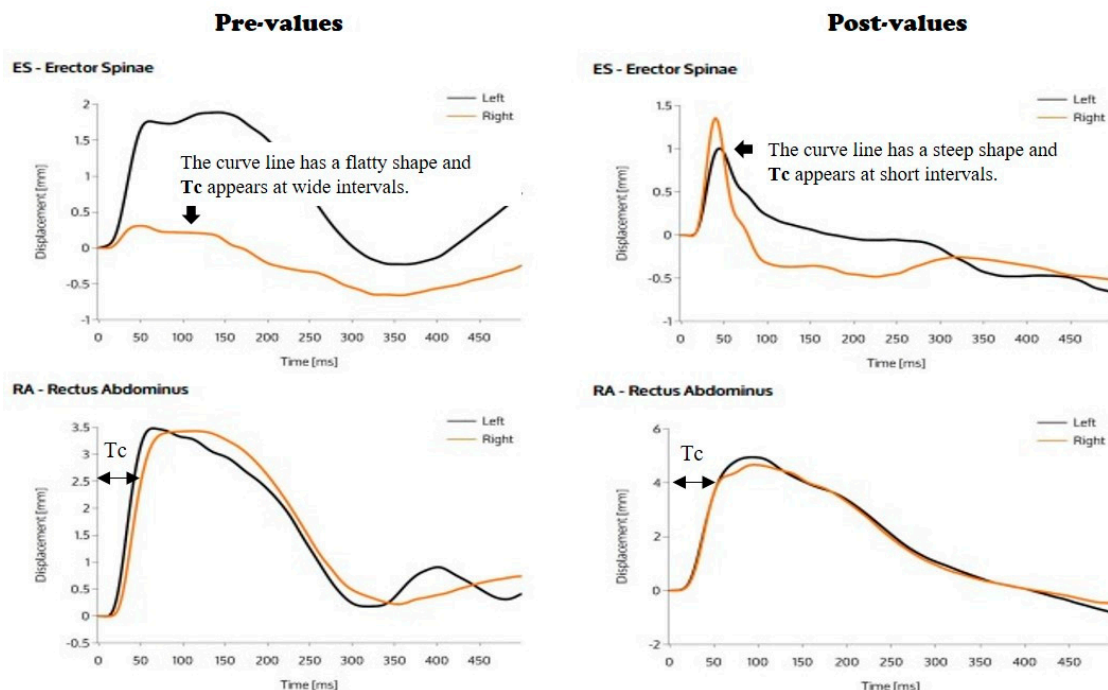 Pre-values
Post-values
ES - Erector Spinae
Left
Right
2
1.5
1
0.5
0
-0.5
-1
Displacement [mm]
The curve line has a flatty shape and
Tc appears at wide intervals.
0 50 100 150 200 250 300 350 400 450
Time [ms]
ES - Erector Spinae
Left
Right
1.5
1
0.5
0
-0.5
-1
Displacement [mm]
The curve line has a steep shape and
Tc appears at short intervals.
0 50 100 150 200 250 300 350 400 450
Time [ms]
RA - Rectus Abdominus
Left
Right
3.5
3
2.5
2
1.5
1
0.5
0
-0.5
Displacement [mm]
Tc
0 50 100 150 200 250 300 350 400 450
Time [ms]
RA - Rectus Abdominus
Left
Right
6
4
2
0
-2
Displacement [mm]
Tc
0 50 100 150 200 250 300 350 400 450
Time [ms]